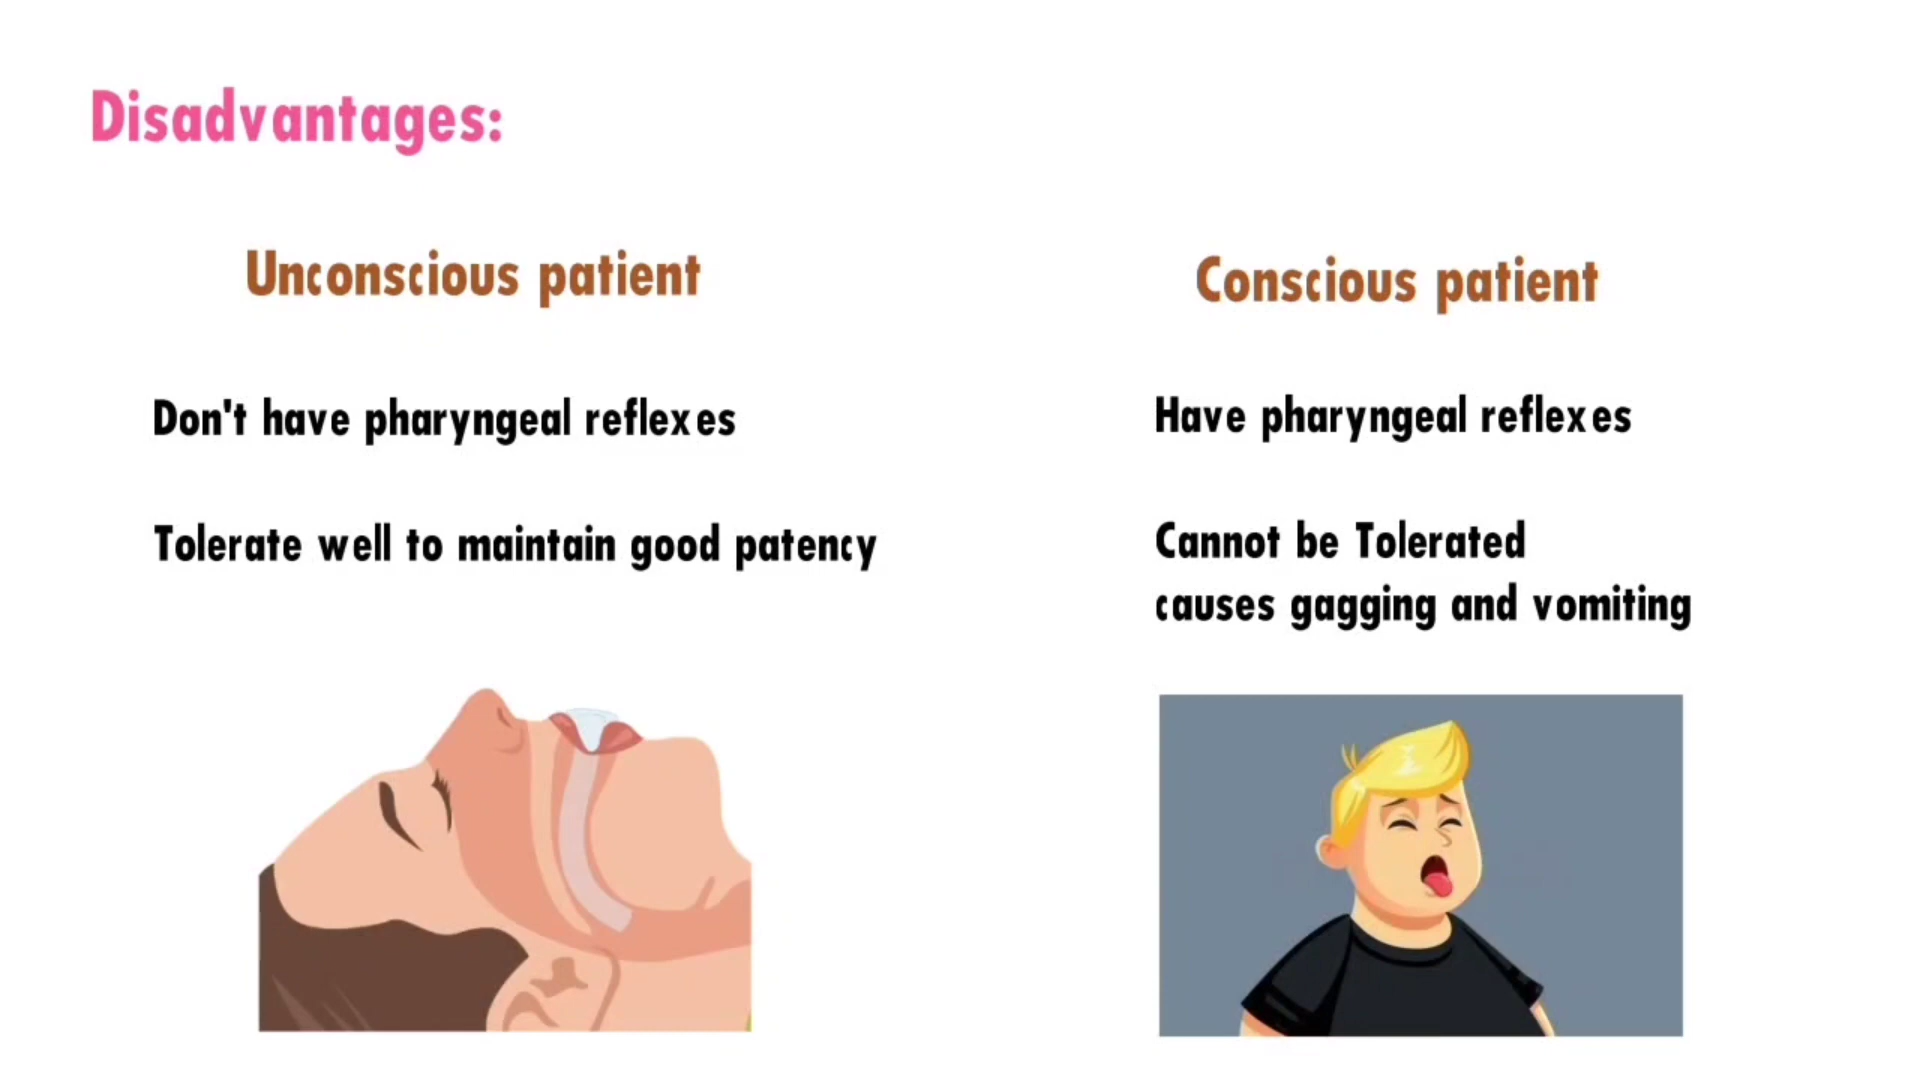 Disadvantages:
Unconscious patient
Don't have pharyngeal reflexes
Tolerate well to maintain good patency
Conscious patient
Have pharyngeal reflexes
Cannot be Tolerated
causes gagging and vomiting